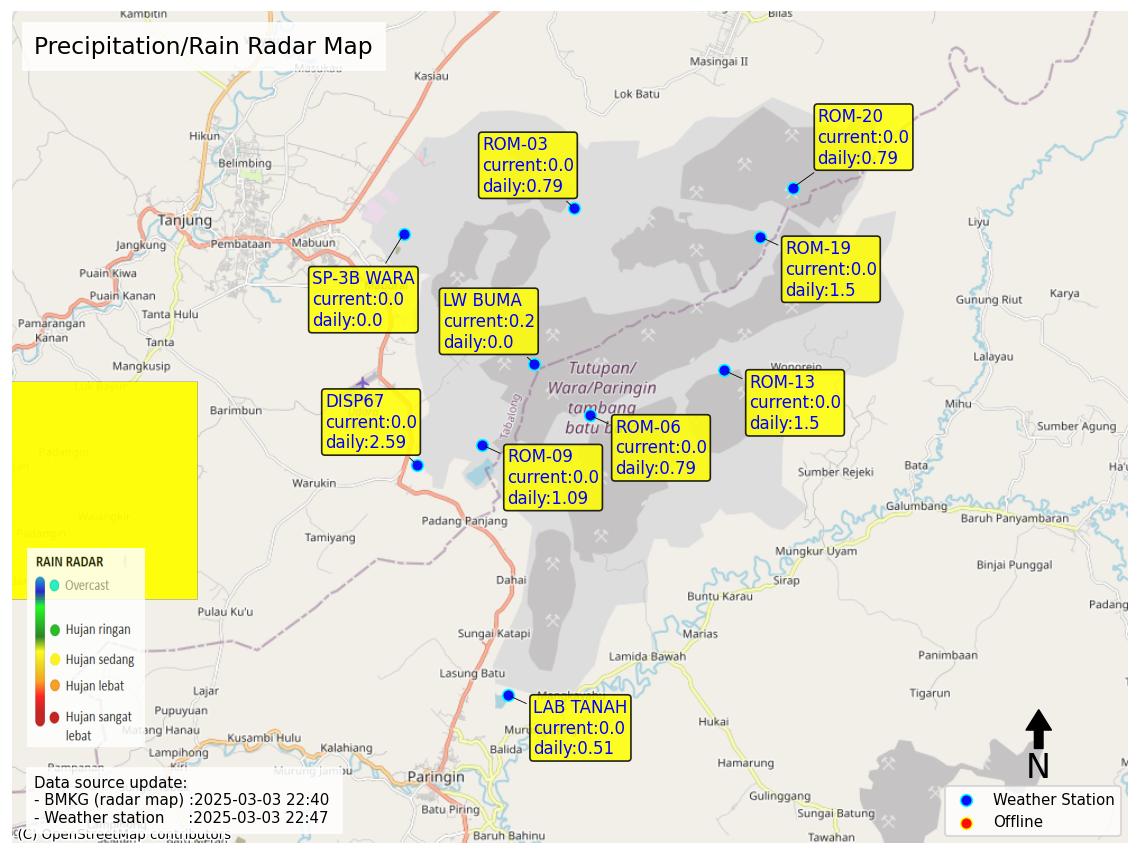 Precipitation/Rain Radar Map
Kambitin
Bilas
Masingai II
Kasiau
Lok Batu
Hikun
Belimbing
ROM-20
current:0.0
daily:0.79
ROM-03
current:0.0
daily:0.79
Tanjung
Jangkung
Pembataan
Mabuun
Liyu
ROM-19
current:0.0
daily:1.5
Puain Kiwa
Puain Kanan
Tanta Hulu
SP-3B WARA
current:0.0
daily:0.0
LW BUMA
current:0.2
daily:0.0
Gunung Riut
Karya
Pamarangan
Kanan
Tanta
Mangkusip
Lalayau
Tutupan/
Wara/Paringin
tambang
batu
Wonorejo
ROM-13
current:0.0
daily:1.5
Mihu
Barimbun
Tabalong
DISP67
current:0.0
daily:2.59
ROM-06
current:0.0
daily:0.79
Sumber Agung
ROM-09
current:0.0
daily:1.09
Sumber Rejeki
Bata
Warukin
Galumbang
Baruh Panyambaran
Padang Panjang
Tamiyang
Mungkur Uyam
Binjai Punggal
RAIN RADAR
Overcast
Hujan ringan
Hujan sedang
Hujan lebat
Hujan sangat
lebat
Dahai
Sirap
Buntu Karau
Pulau Ku'u
Padang
Sungai Katapi
Marias
Lamida Bawah
Panimbaan
Lasung Batu
Lajar
Tigarun
Pupuyuan
LAB TANAH
current:0.0
daily:0.51
Matang Hanau
Hukai
Kusambi Hulu
Kalahiang
Lampihong
Balida
Hamarung
Murung Jambu
Paringin
N
Gulinggang
Data source update:
- BMKG (radar map) :2025-03-03 22:40
- Weather station :2025-03-03 22:47
Batu Piring
Sungai Batung
Weather Station
Offline
(C) OpenStreetMap contributors
Baruh Bahinu
Tawahan